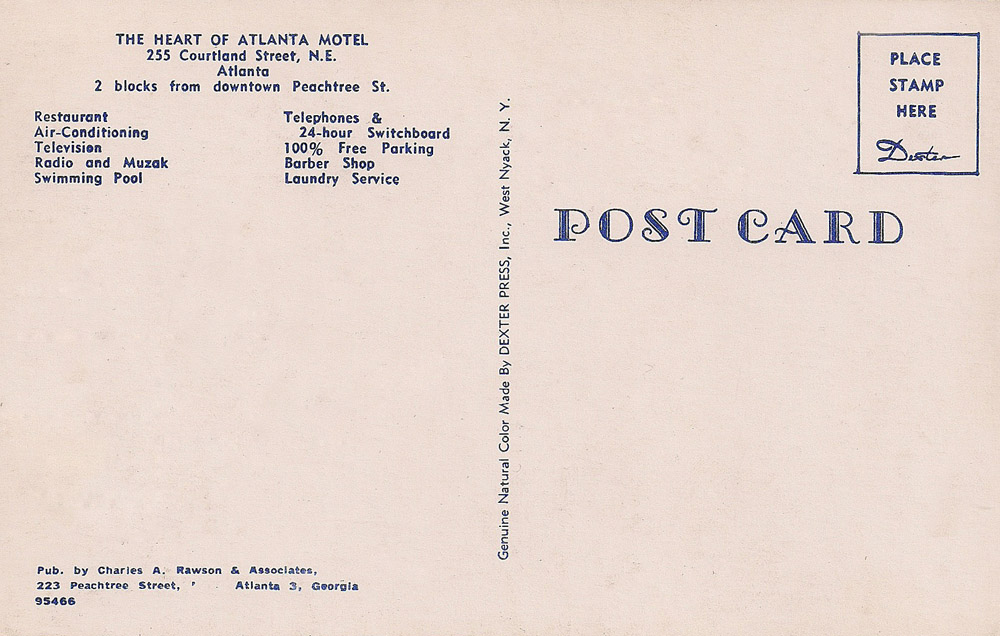 THE HEART OF ATLANTA MOTEL
255 Courtland Street, N.E.
Atlanta
2 blocks from downtown Peachtree St.
Restaurant
Air-Conditioning
Television
Radio and Muzak
Swimming Pool
Telephones &
24-hour Switchboard
100% Free Parking
Barber Shop
Laundry Service
Pub. by Charles A. Rawson & Associates,
223 Peachtree Street, Atlanta 3, Georgia
95466
Genuine Natural Color Made By DEXTER PRESS, Inc., West Nyack, N. Y.
PLACE
STAMP
HERE
Dexter
POST CARD